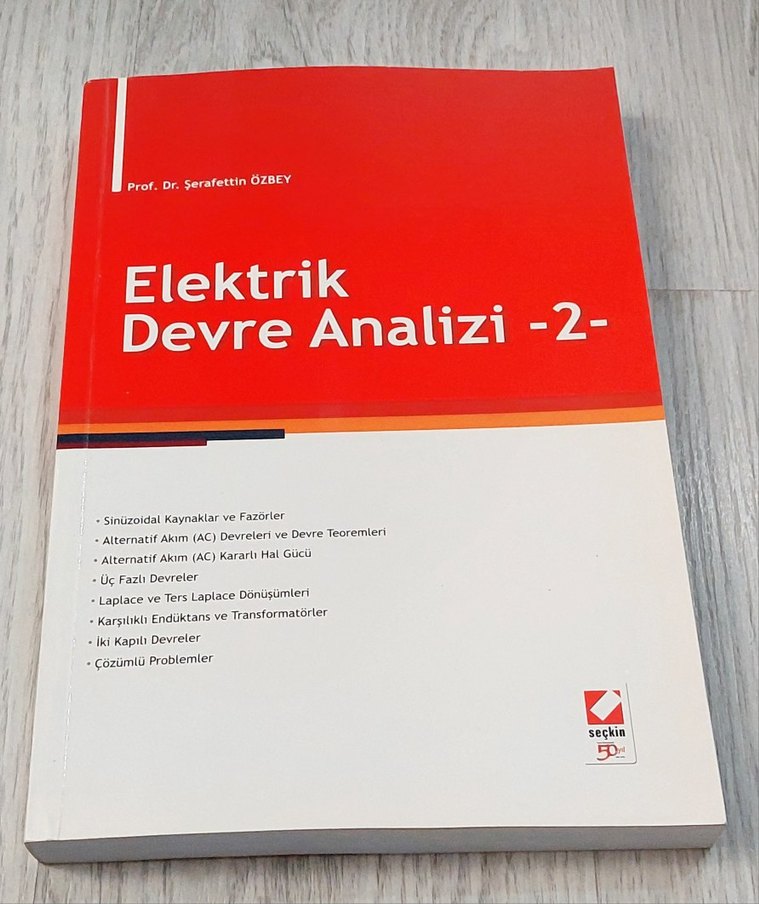 Prof. Dr. Şerafettin ÖZBEY
Elektrik
Devre Analizi -2-
• Sinüzoidal Kaynaklar ve Fazörler
• Alternatif Akım (AC) Devreleri ve Devre Teoremleri
• Alternatif Akım (AC) Kararlı Hal Gücü
• Üç Fazlı Devreler
• Laplace ve Ters Laplace Dönüşümleri
• Karşılıklı Endüktans ve Transformatörler
• İki Kapılı Devreler
• Çözümlü Problemler
seçkin
50 yıl